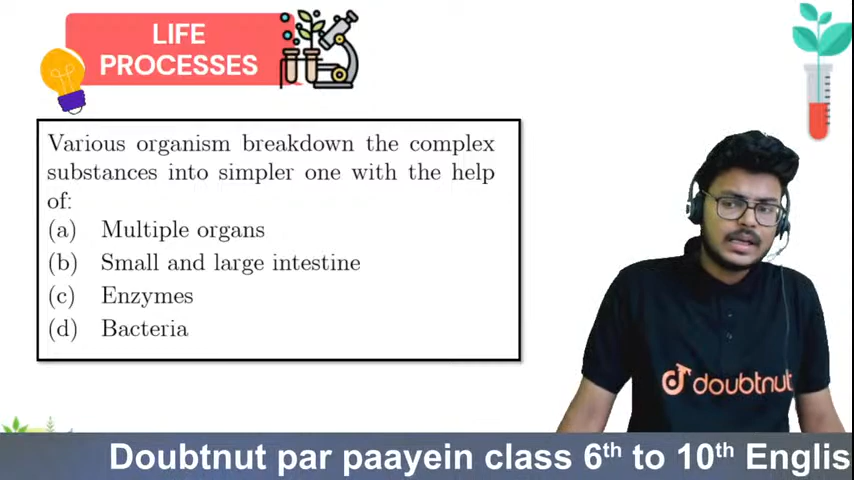 LIFE
PROCESSES
Various organism breakdown the complex
substances into simpler one with the help
of:
(a) Multiple organs
(b) Small and large intestine
(c) Enzymes
(d) Bacteria
doubtnut
Doubtnut par paayein class 6th to 10th Englis